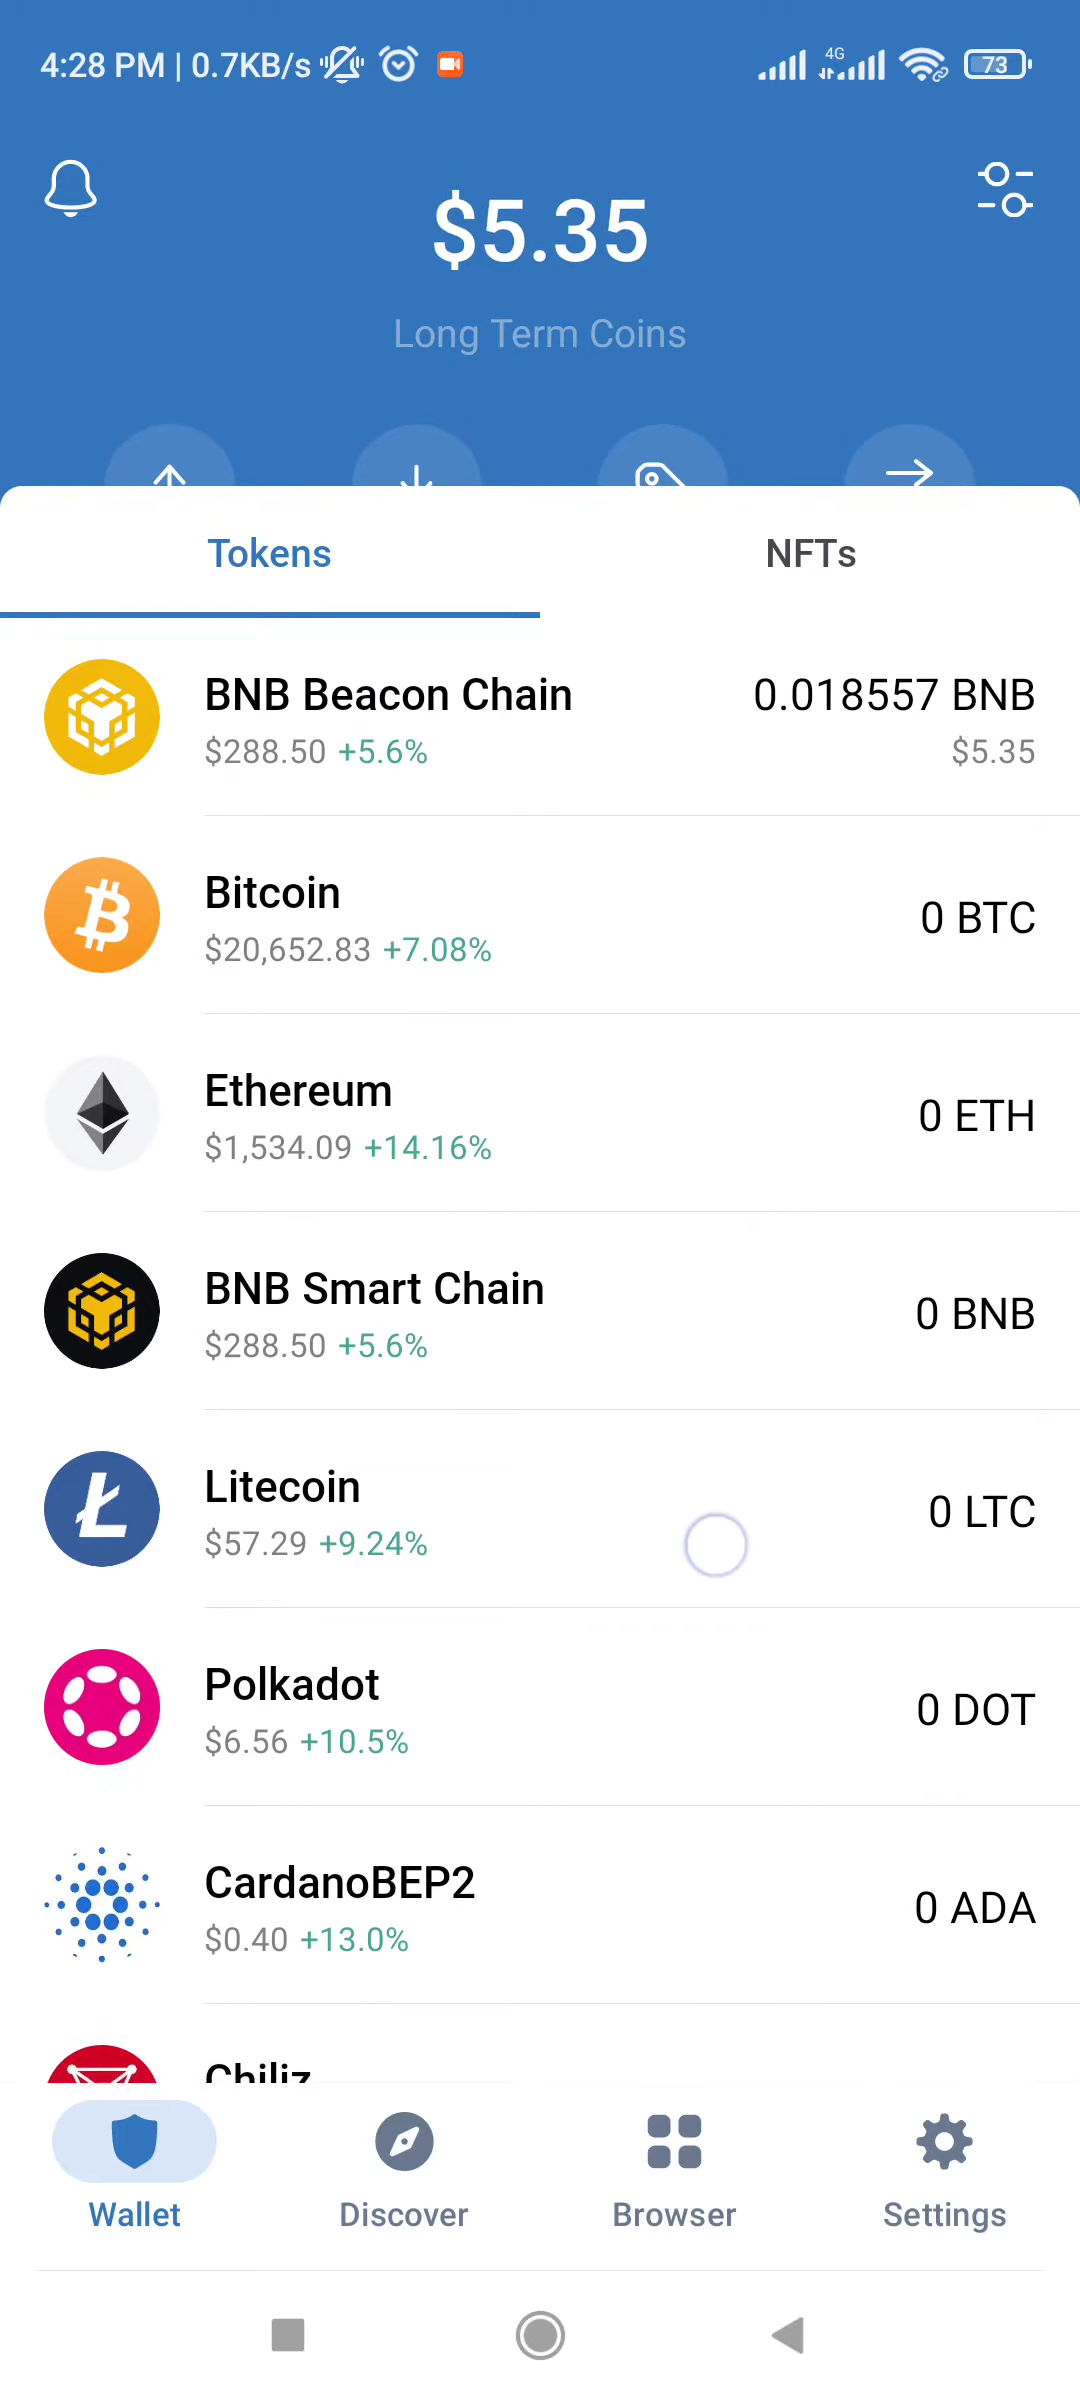 4:28 PM | 0.7KB/s
4G
73
$5.35
Long Term Coins
Tokens
NFTs
BNB Beacon Chain
0.018557 BNB
$288.50 +5.6%
$5.35
Bitcoin
0 BTC
$20,652.83 +7.08%
Ethereum
0 ETH
$1,534.09 +14.16%
BNB Smart Chain
0 BNB
$288.50 +5.6%
Litecoin
0 LTC
$57.29 +9.24%
Polkadot
0 DOT
$6.56 +10.5%
CardanoBEP2
0 ADA
$0.40 +13.0%
Chiliz
Wallet
Discover
Browser
Settings